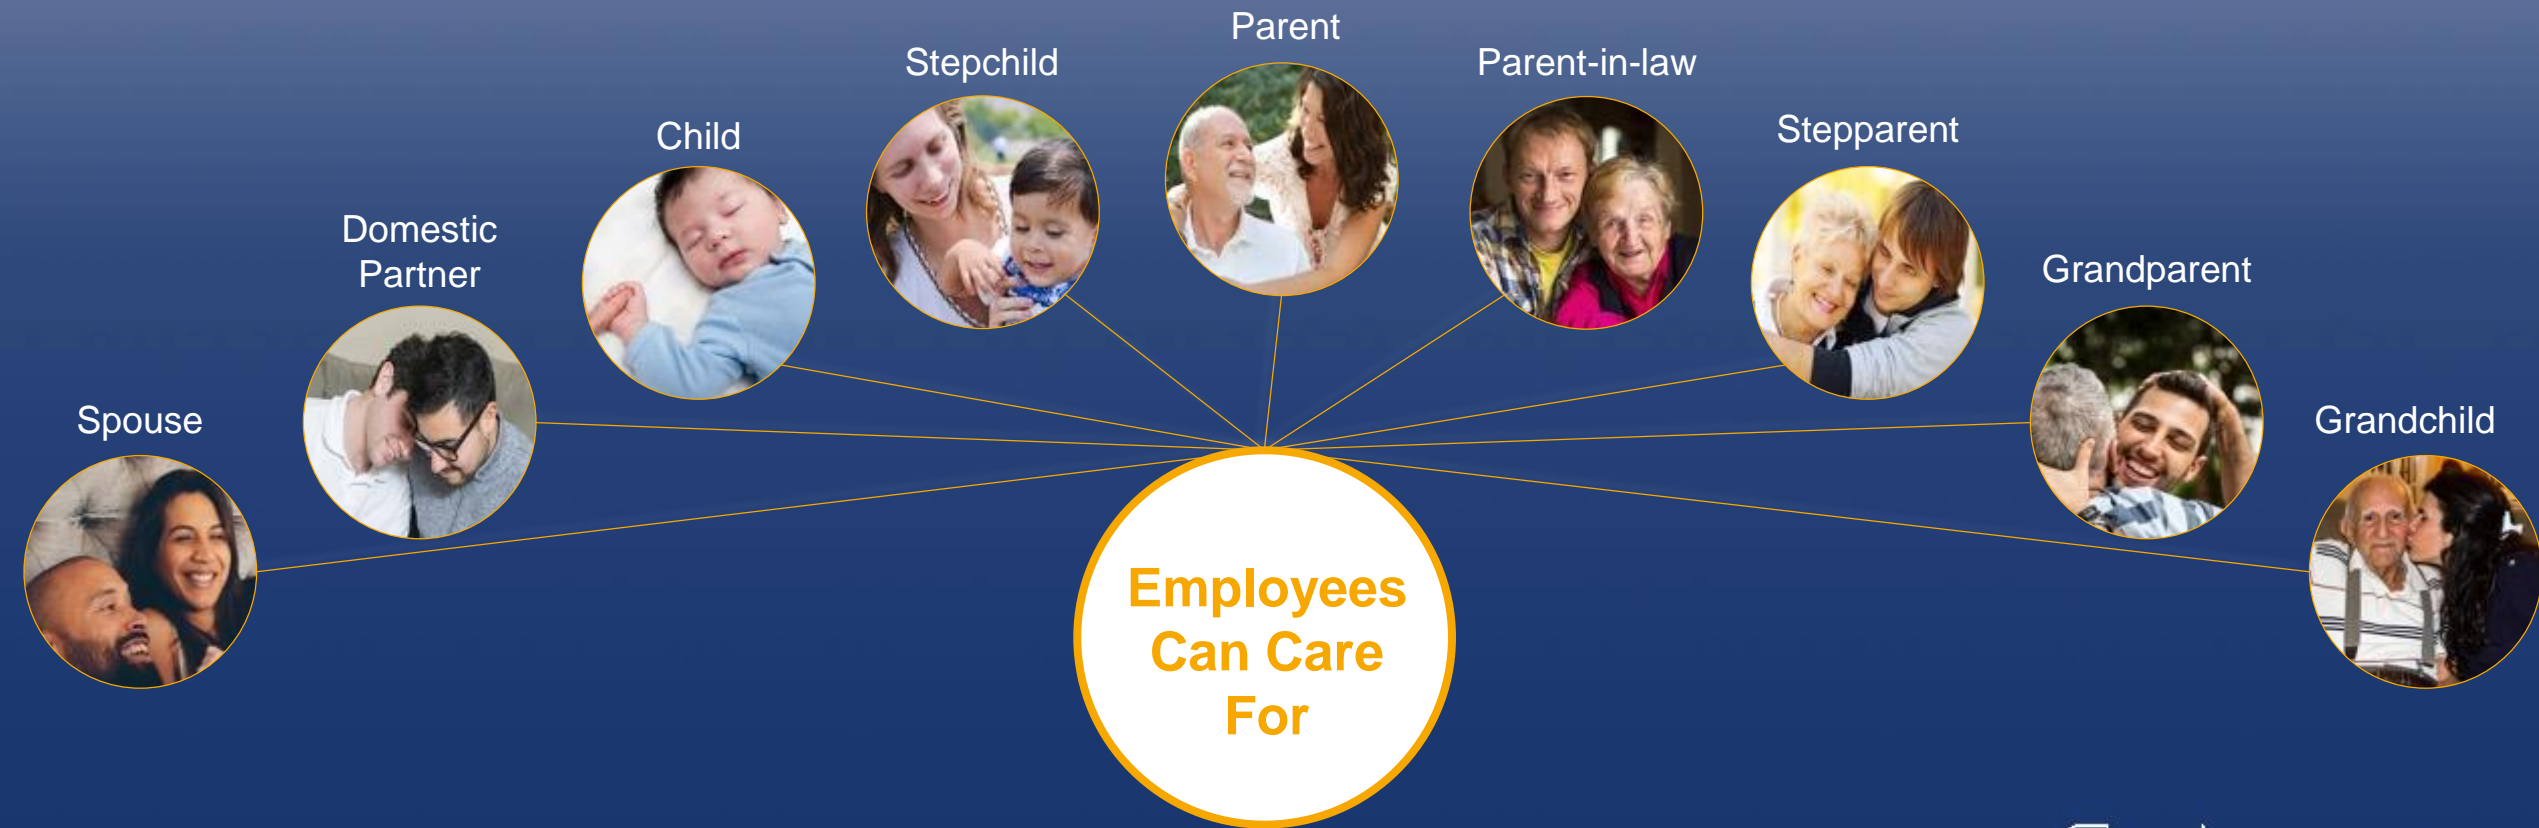 Spouse
Domestic
Partner
Child
Stepchild
Parent
Parent-in-law
Stepparent
Grandparent
Grandchild
Employees
Can Care
For